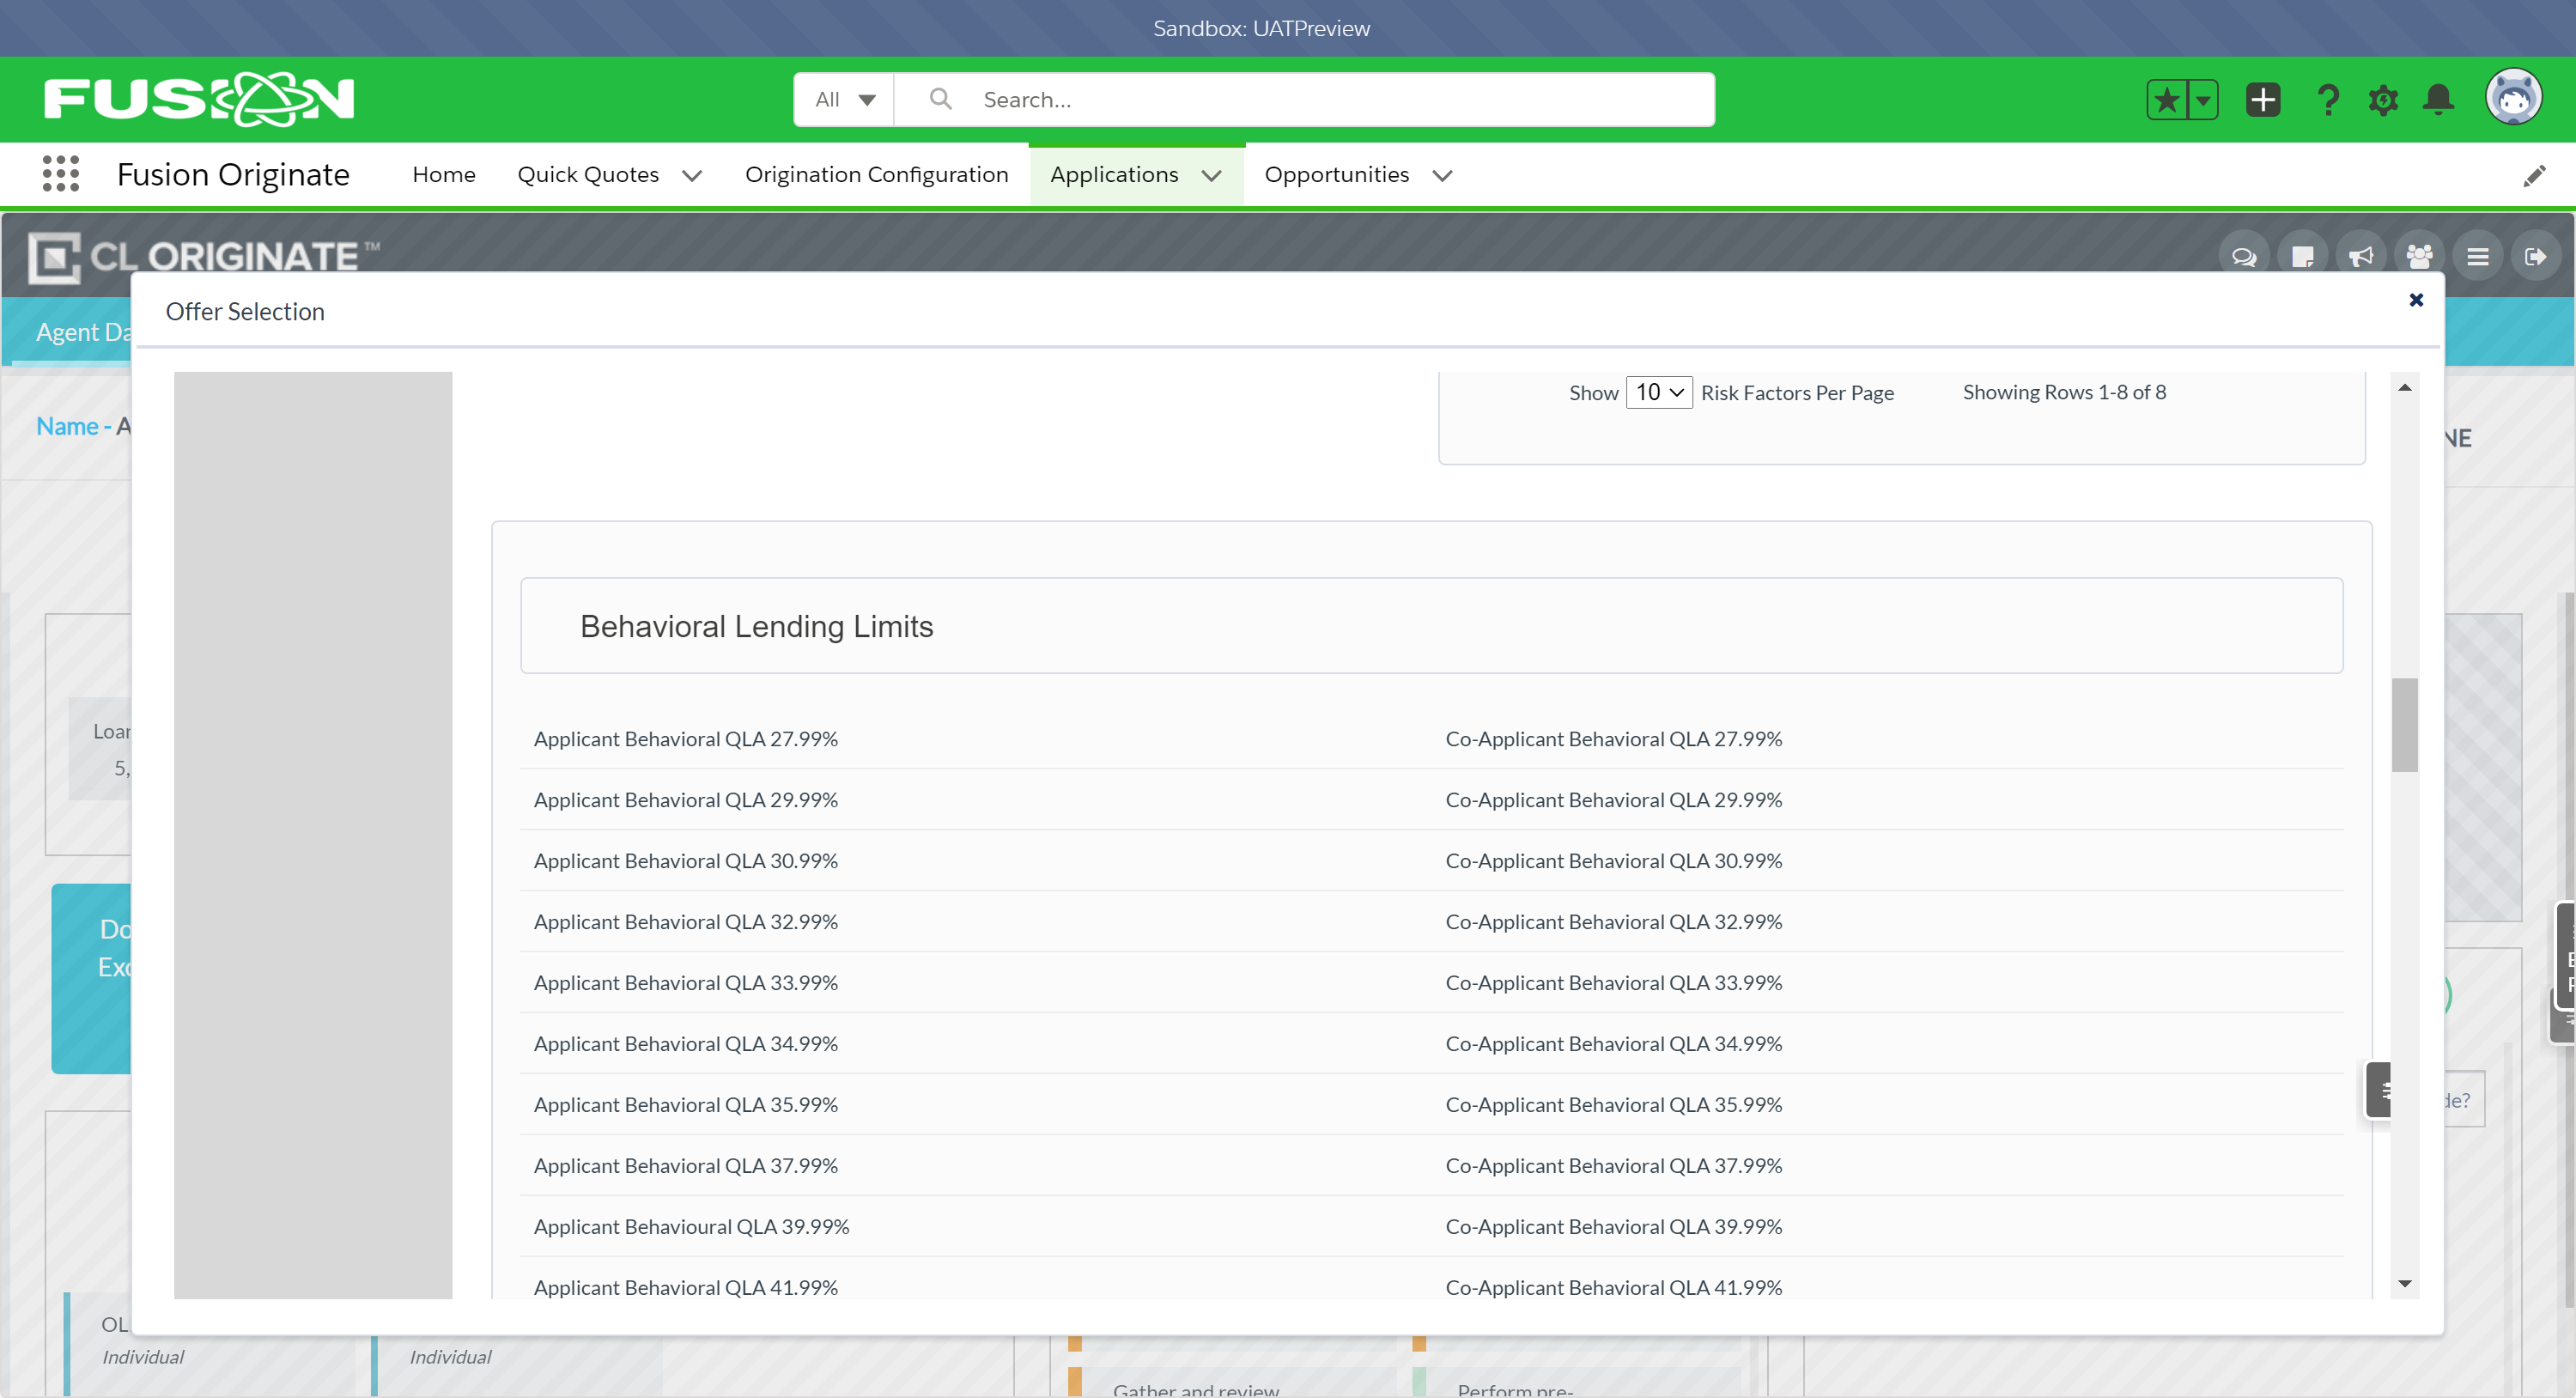 Sandbox: UATPreview
FUSION
All
Search...
Fusion Originate
Home
Quick Quotes
Origination Configuration
Applications
Opportunities
CL ORIGINATE™
Offer Selection
Agent Da
Name - A
NE
Show 10 Risk Factors Per Page
Showing Rows 1-8 of 8
Behavioral Lending Limits
Loan
5,
Applicant Behavioral QLA 27.99%
Co-Applicant Behavioral QLA 27.99%
Applicant Behavioral QLA 29.99%
Co-Applicant Behavioral QLA 29.99%
Applicant Behavioral QLA 30.99%
Co-Applicant Behavioral QLA 30.99%
Applicant Behavioral QLA 32.99%
Co-Applicant Behavioral QLA 32.99%
Do
Exc
Applicant Behavioral QLA 33.99%
Co-Applicant Behavioral QLA 33.99%
Applicant Behavioral QLA 34.99%
Co-Applicant Behavioral QLA 34.99%
Applicant Behavioral QLA 35.99%
Co-Applicant Behavioral QLA 35.99%
de?
Applicant Behavioral QLA 37.99%
Co-Applicant Behavioral QLA 37.99%
Applicant Behavioural QLA 39.99%
Co-Applicant Behavioral QLA 39.99%
Applicant Behavioral QLA 41.99%
Co-Applicant Behavioral QLA 41.99%
OL
Individual
Individual
Gather and review
Perform pre-